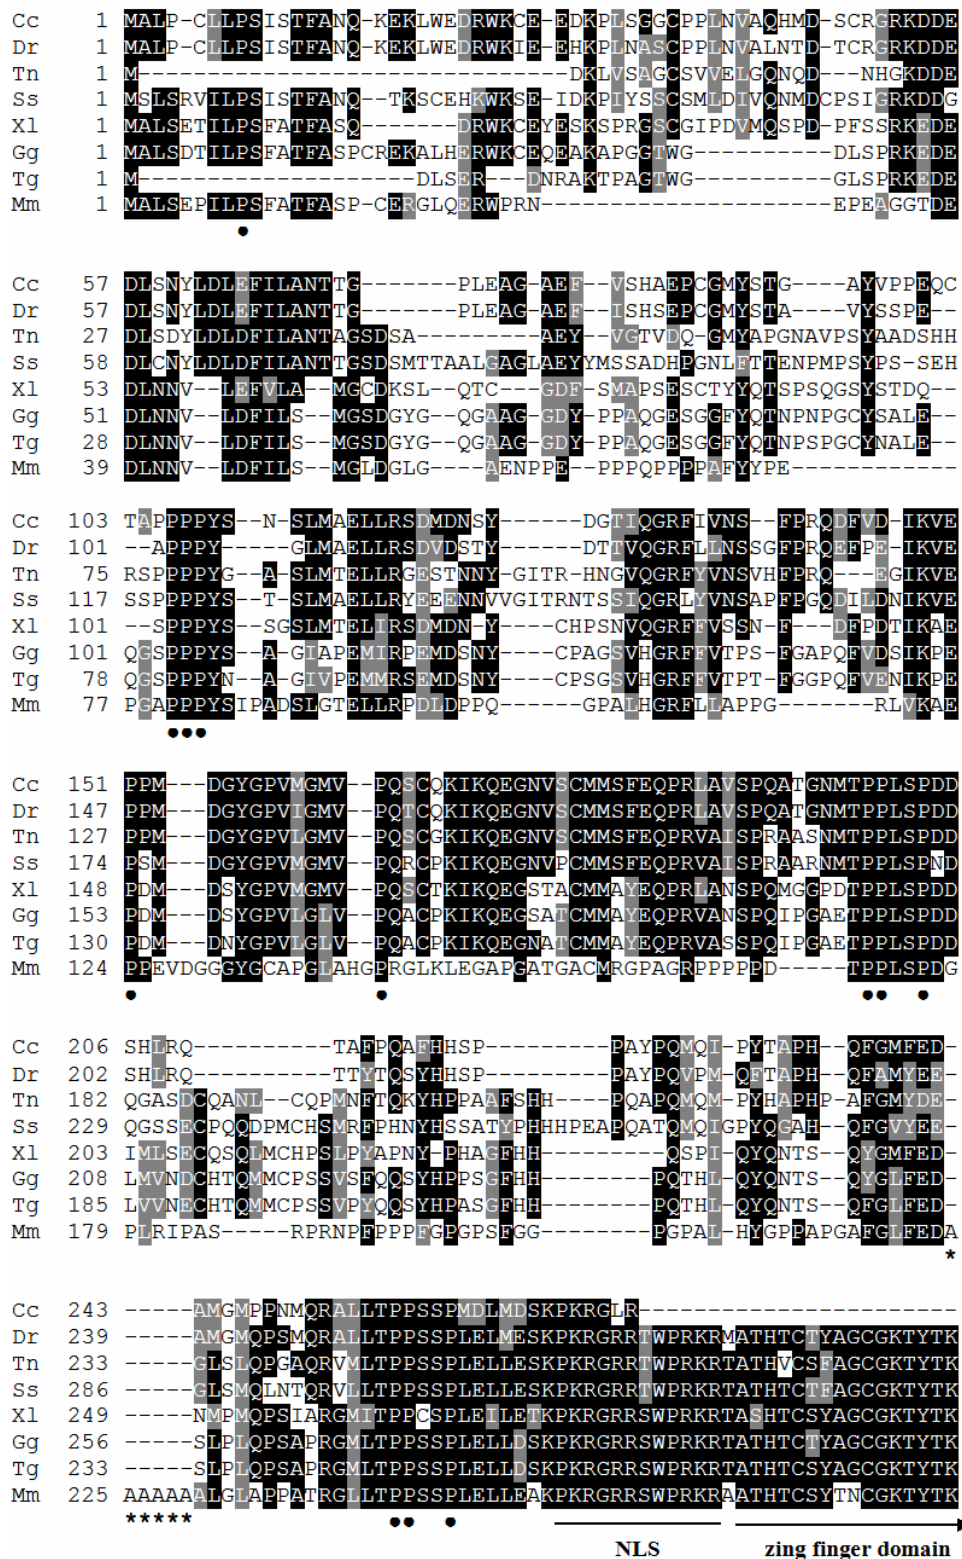 Cc 1 MALP-CLLPSISTFANQ-KEKLWEDRWKCE-EDKPLSGGCPPLNVAQHMD-SCRGRKDDE
Dr 1 MALP-CLLPSISTFANQ-KEKLWEDRWKIE-EHKPLNASCPPLNVALNTD-TCRGRKDDE
Tn 1 M-------------------------------DKLVSAGCSVVELGQNQD---NHGKDDE
Ss 1 MSLSRVILPSISTFANQ--TKSCEHKWKSE-IDKPIYSSCSMLDIVQNMDCPSIGRKDDG
Xl 1 MALSETILPSFATFASQ-------DRWKCEYESKSPRGSCGIPDVMQSPD-PFSSRKEDE
Gg 1 MALSDTILPSFATFASPCREKALHERWKCEQEAKAPGGTWG----------DLSPRKEDE
Tg 1 M--------------------DLSER---DNRAKTPAGTWG----------GLSPRKEDE
Mm 1 MALSEPILPSFATFASP-CERGLQERWPRN---------------------EPEAGGTDE
●
Cc 57 DLSNYLDLEFILANTTG-------PLEAG-AEF--VSHAEPCGMYSTG---AYVPPEQC
Dr 57 DLSNYLDLEFILANTTG-------PLEAG-AEF--ISHSEPCGMYSTA---VYSSPE--
Tn 27 DLSDYLDLDFILANTAGSDSA---------AEY--VGTVDQ-GMYAPGNAVPSYAADSHH
Ss 58 DLCNYLDLDFILANTTGSDSMTTAALGAGLAEYYMSSADHPGNLFTTENPMPSYPS-SEH
Xl 53 DLNNV--LEFVLA--MGCDKSL--QTC---GDF-SMAPSESCTYYQTSPSQGSYSTDQ--
Gg 51 DLNNV--LDFILS--MGSDGYG--QGAAG-GDY-PPAQGESGGFYQTNPNPGCYSALE--
Tg 28 DLNNV--LDFILS--MGSDGYG--QGAAG-GDY-PPAQGESGGFYQTNPSPGCYNALE--
Mm 39 DLNNV--LDFILS--MGLDGLG----AENPPE--PPPQPPPPAFYYPE------------
Cc 103 TAPPPPYS--N-SLMAELLRSDMDNSY------DGTIQGRFIVNS--FPRQDFVD-IKVE
Dr 101 --APPPY-----GLMAELLRSDVDSTY------DTTVQGRFLLNSSGFPRQEFPE-IKVE
Tn 75 RSPPPPYG--A-SLMTELLRGESTNNY-GITR-HNGVQGRFYVNSVHFPRQ---EGIKVE
Ss 117 SSPPPPYS--T-SLMAELLRYEEENNVVGITRNTSSIQGRLYVNSAPFPGQDILDNIKVE
Xl 101 --SPPPYS--SGSLMTELIRSDMDN-Y------CHPSNVQGRFFVSSN-F---DFPDTIKAE
Gg 101 QGSPPPYS--A-GIAPEMIRPEMDSNY------CPAGSVHGRFFVTPS-FGAPQFVDSIKPE
Tg 78 QGSPPPYN--A-GIVPEMMRSEMDSNY------CPSGSVHGRFFVTPT-FGGPQFVENIKPE
Mm 77 PGAPPPYSIPADSLGTELLRPDLDPPQ------GPALHGRFLLAPPG------RLVKAE
●●●
Cc 151 PPM---DGYGPVMGMV--PQSCQKIKQEGNVSCMMSFEQPRLAVSPQATGNMTPPLSPDD
Dr 147 PPM---DGYGPVIGMV--PQTCQKIKQEGNVSCMMSFEQPRLAVSPQATGNMTPPLSPDD
Tn 127 PPM---DGYGPVLGMV--PQSCGKIKQEGNVSCMMSFEQPRVAISPRAASNMTPPLSPDD
Ss 174 PSM---DGYGPVMGMV--PQRCPKIKQEGNVPCMMSFEQPRVAISPRAARNMTPPLSPND
Xl 148 PDM---DSYGPVMGMV--PQSCTKIKQEGSTACMMAYEQPRLANSPQMGGPDTPPLSPDD
Gg 153 PDM---DSYGPVLGLV--PQACPKIKQEGSATCMMAYEQPRVANSPQIPGAETPPLSPDD
Tg 130 PDM---DNYGPVLGLV--PQACPKIKQEGNATCMMAYEQPRVASSPQIPGAETPPLSPDD
Mm 124 PPEVDGGGYGCAPGLAHGPRGLKLEGAPGATGACMRGPAGRPPPPPD-----TPPLSPDG
● ● ●● ●
Cc 206 SHLRQ----------TAFPQAFHHSP---------PAYPQMQI-PYTAPH--QFGMFED-
Dr 202 SHLRQ----------TTYTQSYHHSP---------PAYPQVPM-QFTAPH--QFAMYEE-
Tn 182 QGASDCQANL--CQPMNFTQKYHPPAAFSHH----PQAPQMQM-PYHAPHP-AFGMYDE-
Ss 229 QGSSECPQQDPMCHSMRFPHNYHSSATYPHHHPEAPQATQMQIGPYQGAH--QFGVYEE-
Xl 203 IMLSECQSQLMCHPSLPYAPNY-PHAGFHH--------QSPI-QYQNTS--QYGMFED-
Gg 208 LMVNDCHTQMMCPSSVSFQQSYHPPSGFHH--------PQTHL-QYQNTS--QYGLFED-
Tg 185 LVVNECHTQMMCPSSVSFQQSYHPASGFHH--------PQTHL-QYQNTS--QYGLFED-
Mm 179 PLRIPAS-----RPRNPFPPPFGPGPSFGG--------PGPAL-HYGPPAPGAFGLFEDA
*
Cc 243 -----AMGMPPNMQRALLTPPSSPMDLMDSKPKRGLR-----------------------
Dr 239 -----AMGMQPSMQRALLTPPSSPLELMESKPKRGRRTWPRKRMATHTCTYAGCGKTYTK
Tn 233 -----GLSLQPGAQRVMLTPPSSPLELLESKPKRGRRTWPRKRTATHVCSFAGCGKTYTK
Ss 286 -----GLSMQLNTQRVLLTPPSSPLELLESKPKRGRRTWPRKRTATHTCTFAGCGKTYTK
Xl 249 -----NMPMQPSIARGMITPPCSPLEILETKPKRGRRSWPRKRTASHTCSYAGCGKTYTK
Gg 256 -----SLPLQPSAPRGMLTPPSSPLELLDSKPKRGRRSWPRKRTATHTCTYAGCGKTYTK
Tg 233 -----SLPLQPSAPRGMLTPPSSPLELLDSKPKRGRRSWPRKRTATHTCSYAGCGKTYTK
Mm 225 AAAAAALGLAPPATRGLLTPPSSPLELLEAKPKRGRRSWPRKRAATHTCSYTNCGKTYTK
***** ●● ●
NLS zing finger domain